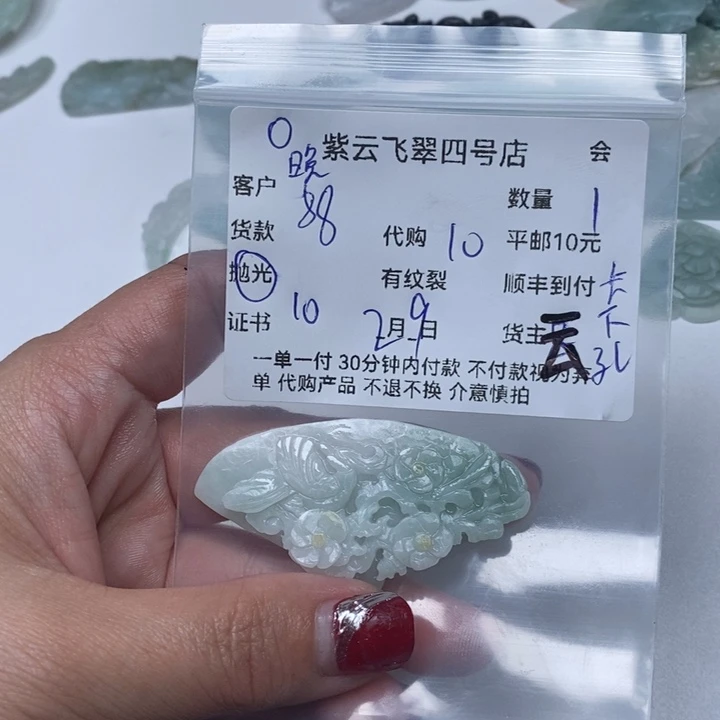 O 紫云飞翠四号店 会
晚
客户 88 数量 1
货款 代购 10 平邮10元
抛光 有纹裂 顺丰到付
证书 10 2月9日 货主 云
卡下孔
一单一付 30分钟内付款 不付款视为弃
单 代购产品 不退不换 介意慎拍